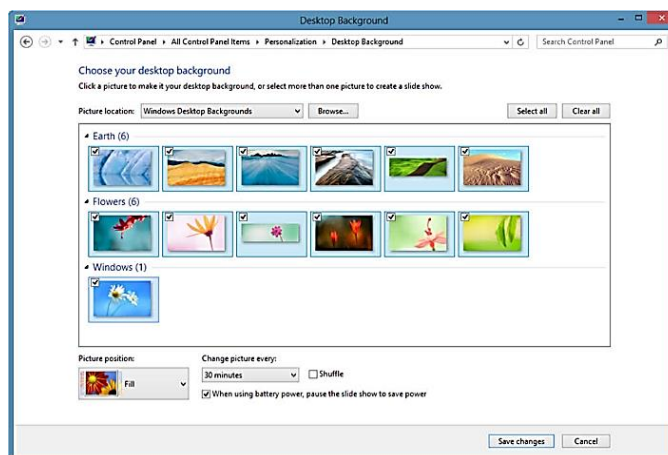 Desktop Background
Control Panel ▸ All Control Panel Items ▸ Personalization ▸ Desktop Background
Search Control Panel
Choose your desktop background
Click a picture to make it your desktop background, or select more than one picture to create a slide show.
Picture location: Windows Desktop Backgrounds Browse... Select all Clear all
Earth (6)
Flowers (6)
Windows (1)
Picture position: Change picture every:
Fill 30 minutes Shuffle
When using battery power, pause the slide show to save power
Save changes Cancel